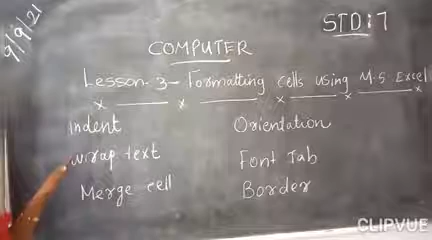 9/9/21
STD:7
COMPUTER
Lesson-3- Formatting cells using M.S Excel
Indent
Orientation
Wrap text
Font Tab
Merge cell
Border
CLIPVUE